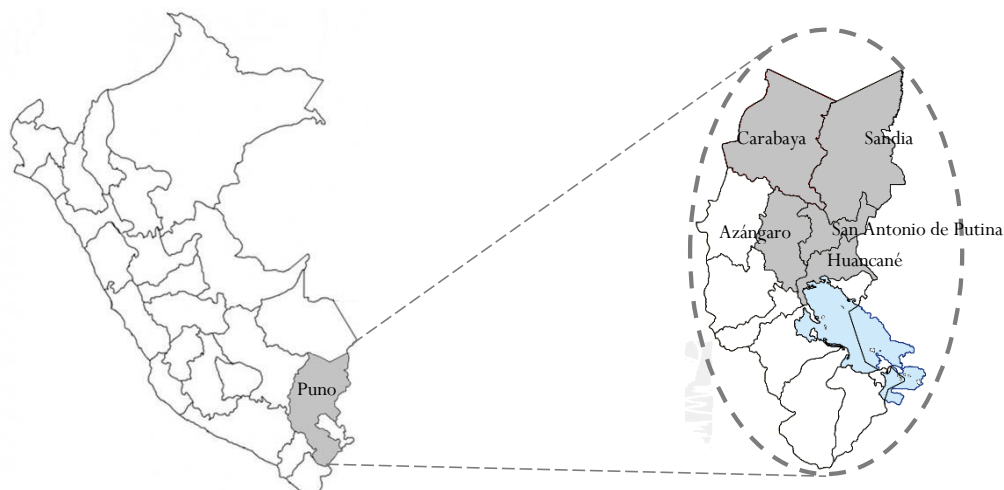 Puno
Carabaya
Sandia
Azángaro
San Antonio de Putina
Huancané